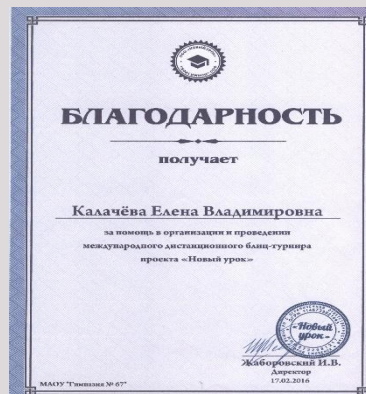 БЛАГОДАРНОСТЬ
получает
Калачёва Елена Владимировна
за помощь в организации и проведении
международного дистанционного блиц-турнира
проекта «Новый урок»
«Новый
урок»
Жаборовский И.В.
Директор
17.02.2016
МАОУ "Гимназия № 67"